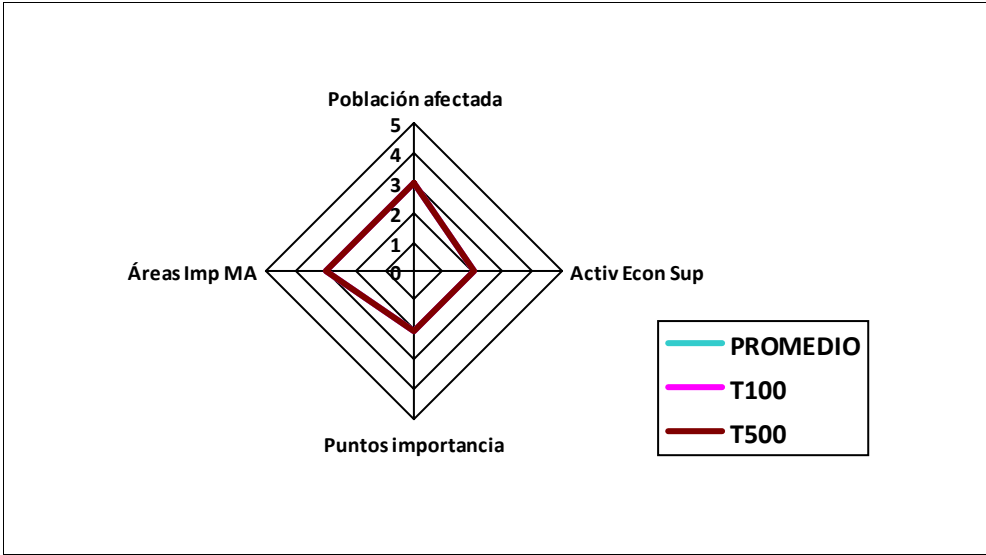 Población afectada
5
4
3
2
1
0
Áreas Imp MA
Activ Econ Sup
Puntos importancia
PROMEDIO
T100
T500